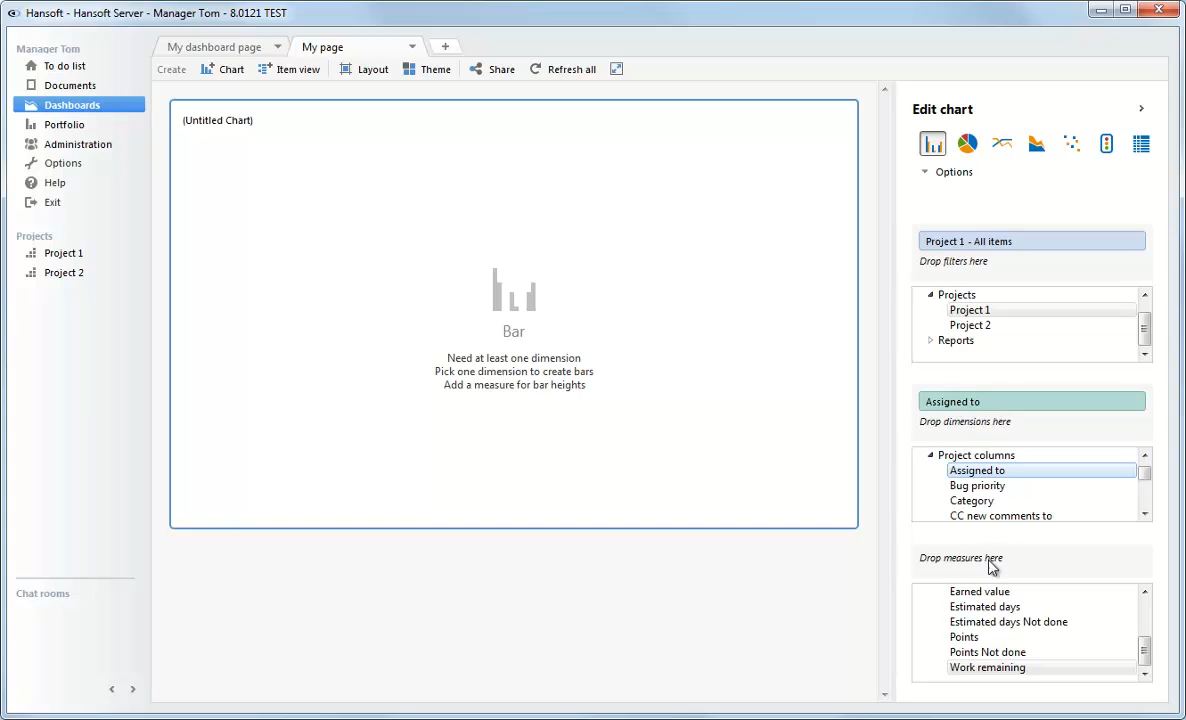 Hansoft - Hansoft Server - Manager Tom - 8.0121 TEST
Manager Tom
To do list
Documents
Dashboards
Portfolio
Administration
Options
Help
Exit
Projects
Project 1
Project 2
Chat rooms
My dashboard page
My page
Create
Chart
Item view
Layout
Theme
Share
Refresh all
(Untitled Chart)
Bar
Need at least one dimension
Pick one dimension to create bars
Add a measure for bar heights
Edit chart
Options
Project 1 - All items
Drop filters here
Projects
Project 1
Project 2
Reports
Assigned to
Drop dimensions here
Project columns
Assigned to
Bug priority
Category
CC new comments to
Drop measures here
Earned value
Estimated days
Estimated days Not done
Points
Points Not done
Work remaining